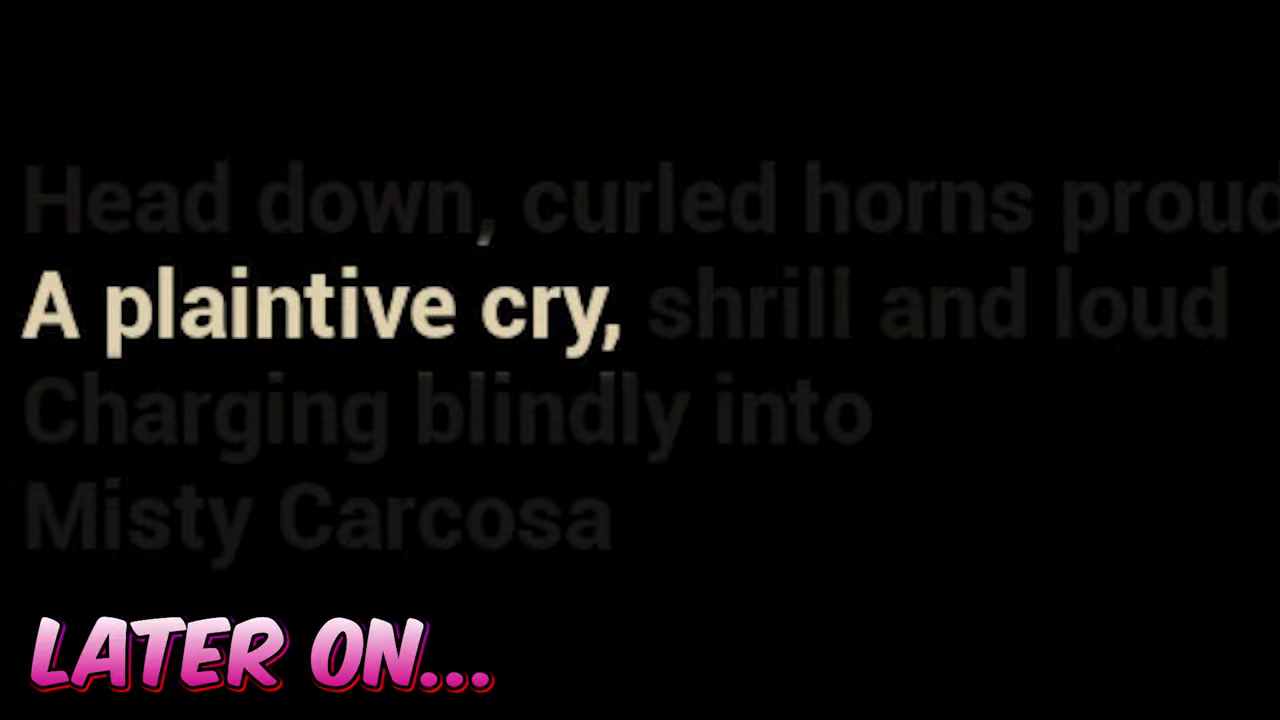 Head down, curled horns proud
A plaintive cry, shrill and loud
Charging blindly into
Misty Carcosa
LATER ON...